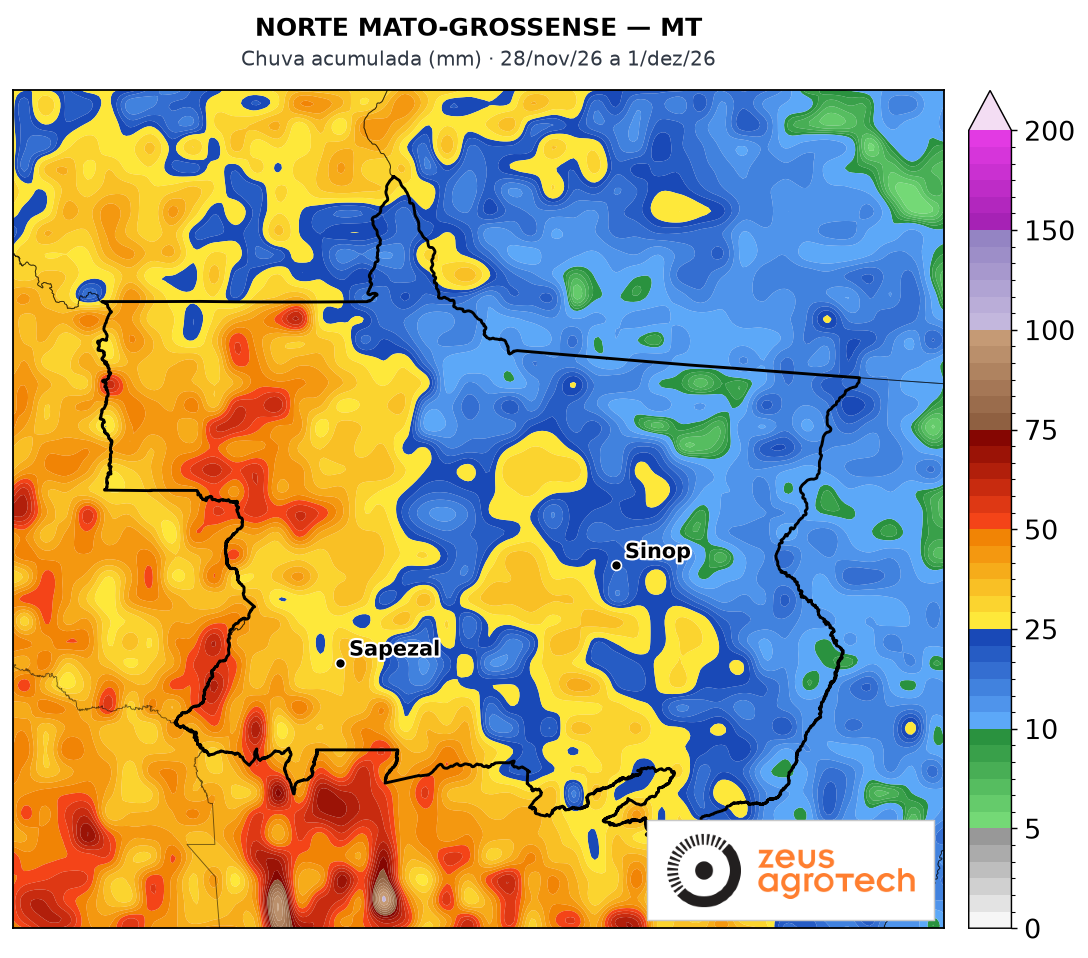 NORTE MATO-GROSSENSE — MT
Chuva acumulada (mm) · 28/nov/26 a 1/dez/26
200
150
100
75
50
25
10
5
0
Sinop
Sapezal
zeus
agrotech